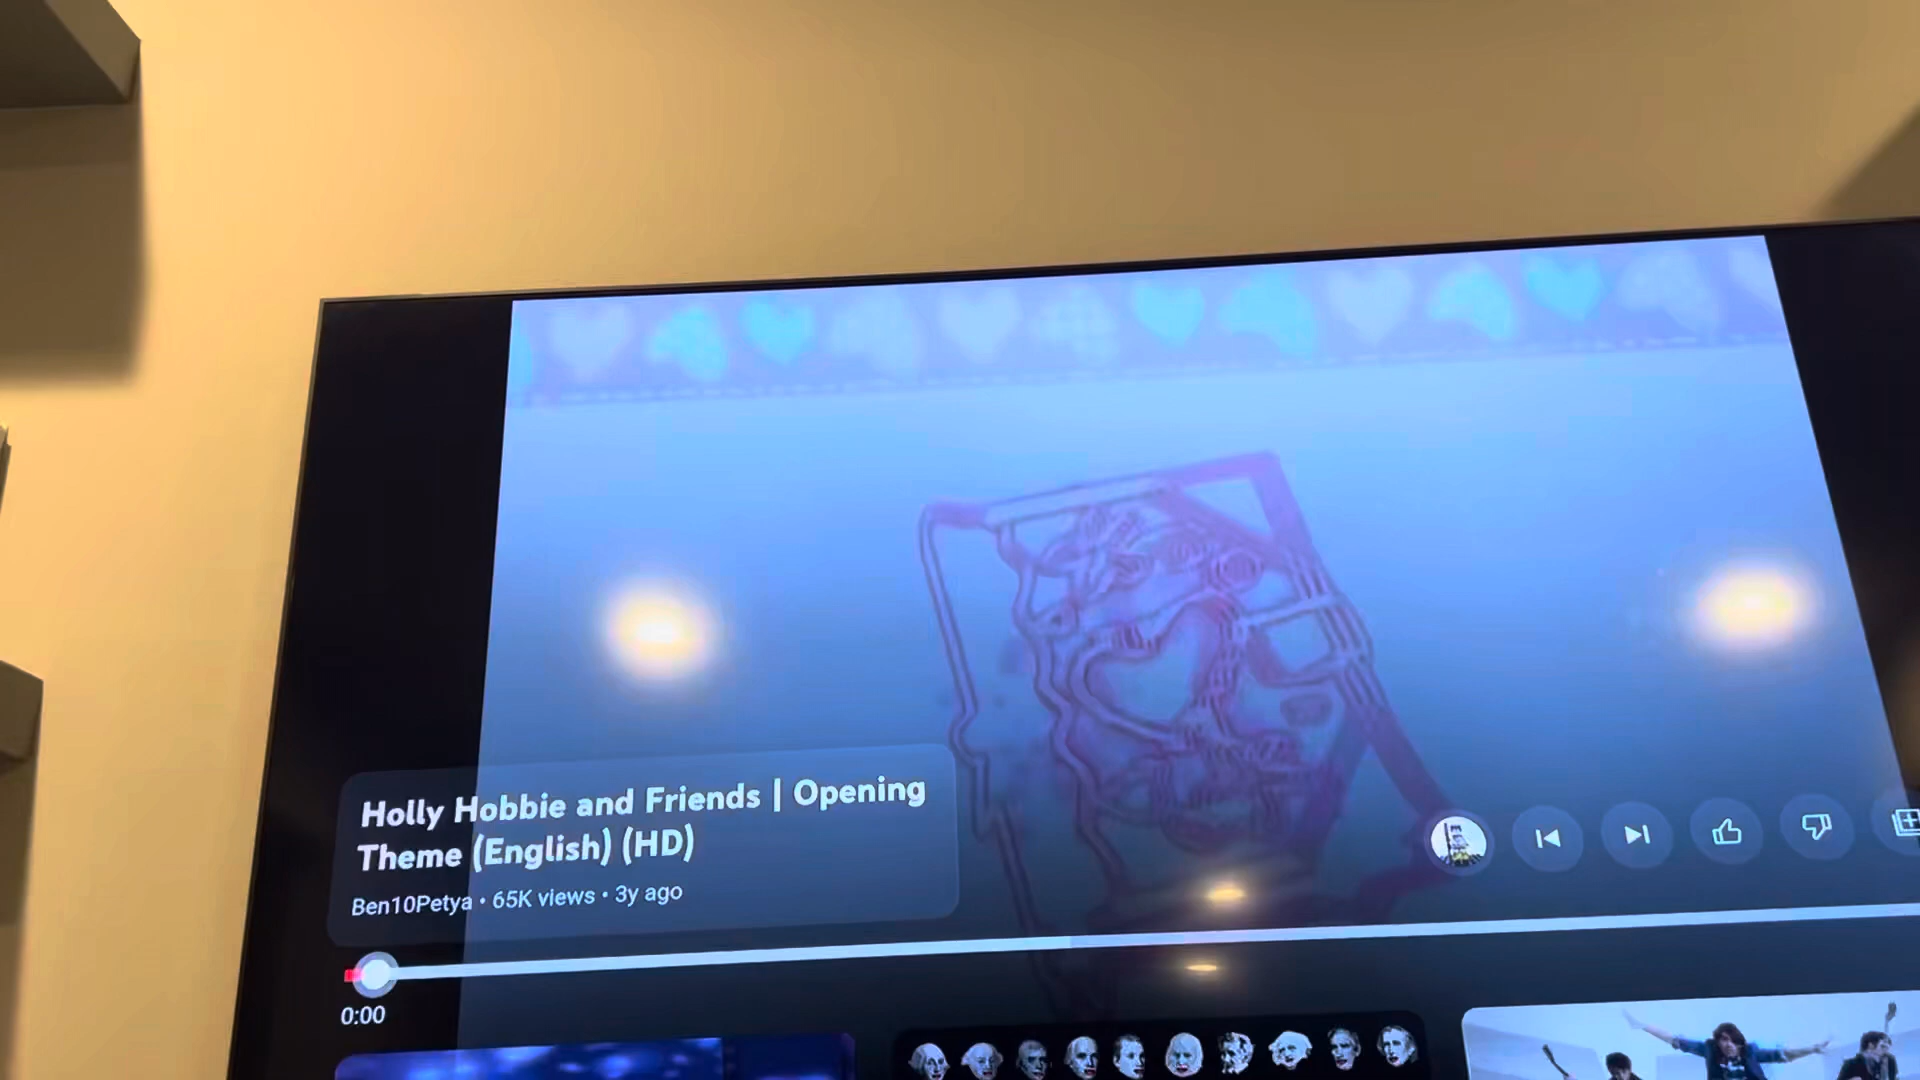 Holly Hobbie and Friends | Opening
Theme (English) (HD)
Ben10Petya • 65K views • 3y ago
0:00